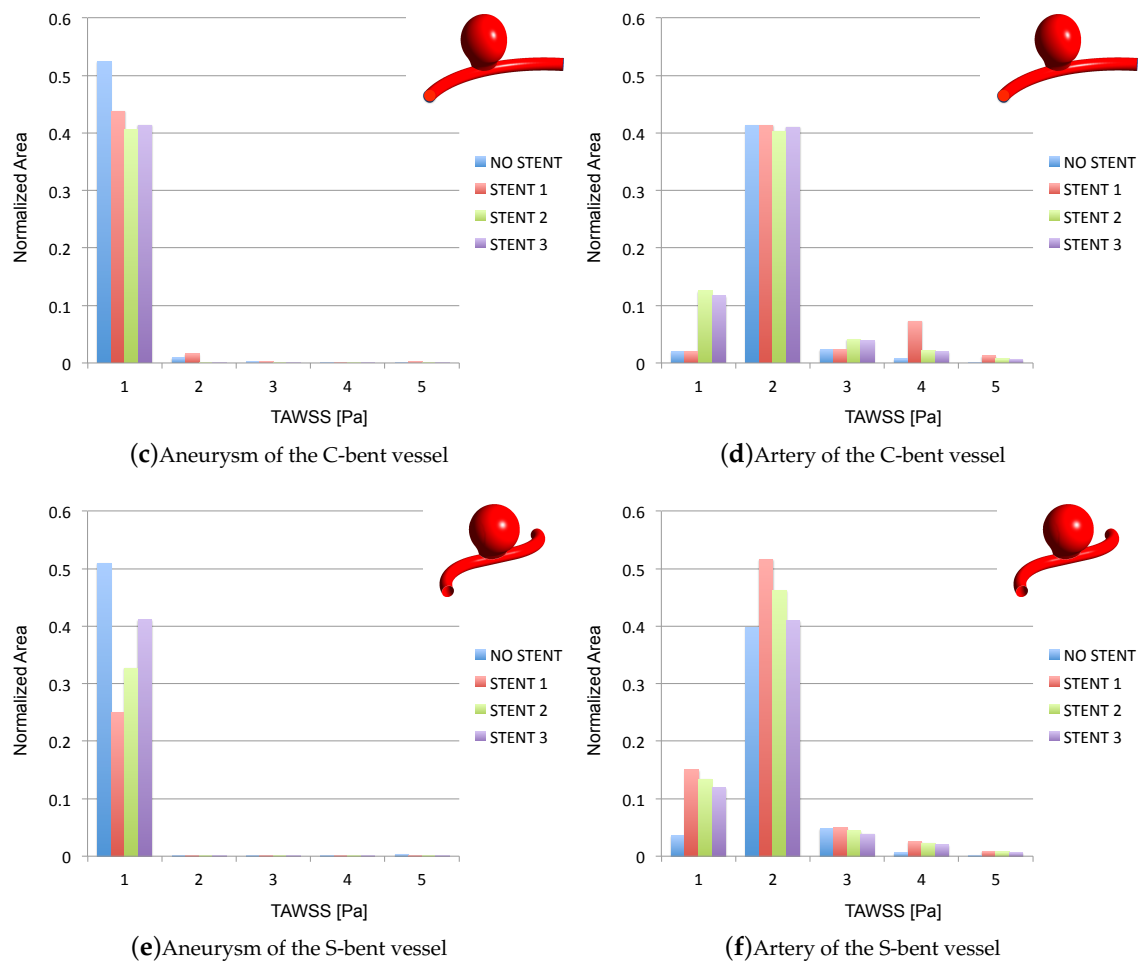 0.6
0.5
0.4
0.3
0.2
0.1
0
Normalized Area
1 2 3 4 5
TAWSS [Pa]
NO STENT
STENT 1
STENT 2
STENT 3
(c)Aneurysm of the C-bent vessel
0.6
0.5
0.4
0.3
0.2
0.1
0
Normalized Area
1 2 3 4 5
TAWSS [Pa]
NO STENT
STENT 1
STENT 2
STENT 3
(d)Artery of the C-bent vessel
0.6
0.5
0.4
0.3
0.2
0.1
0
Normalized Area
1 2 3 4 5
TAWSS [Pa]
NO STENT
STENT 1
STENT 2
STENT 3
(e)Aneurysm of the S-bent vessel
0.6
0.5
0.4
0.3
0.2
0.1
0
Normalized Area
1 2 3 4 5
TAWSS [Pa]
NO STENT
STENT 1
STENT 2
STENT 3
(f)Artery of the S-bent vessel